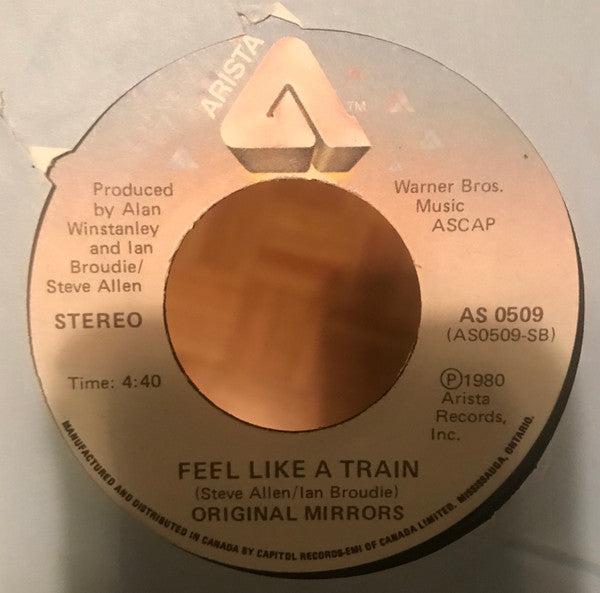 ARISTA
TM
Produced
by Alan
Winstanley
and Ian
Broudie/
Steve Allen
Warner Bros.
Music
ASCAP
STEREO
AS 0509
(AS0509-SB)
Time: 4:40
Ⓟ1980
Arista
Records,
Inc.
FEEL LIKE A TRAIN
(Steve Allen/Ian Broudie)
ORIGINAL MIRRORS
MANUFACTURED AND DISTRIBUTED IN CANADA BY CAPITOL RECORDS-EMI OF CANADA LIMITED, MISSISSAUGA, ONTARIO.